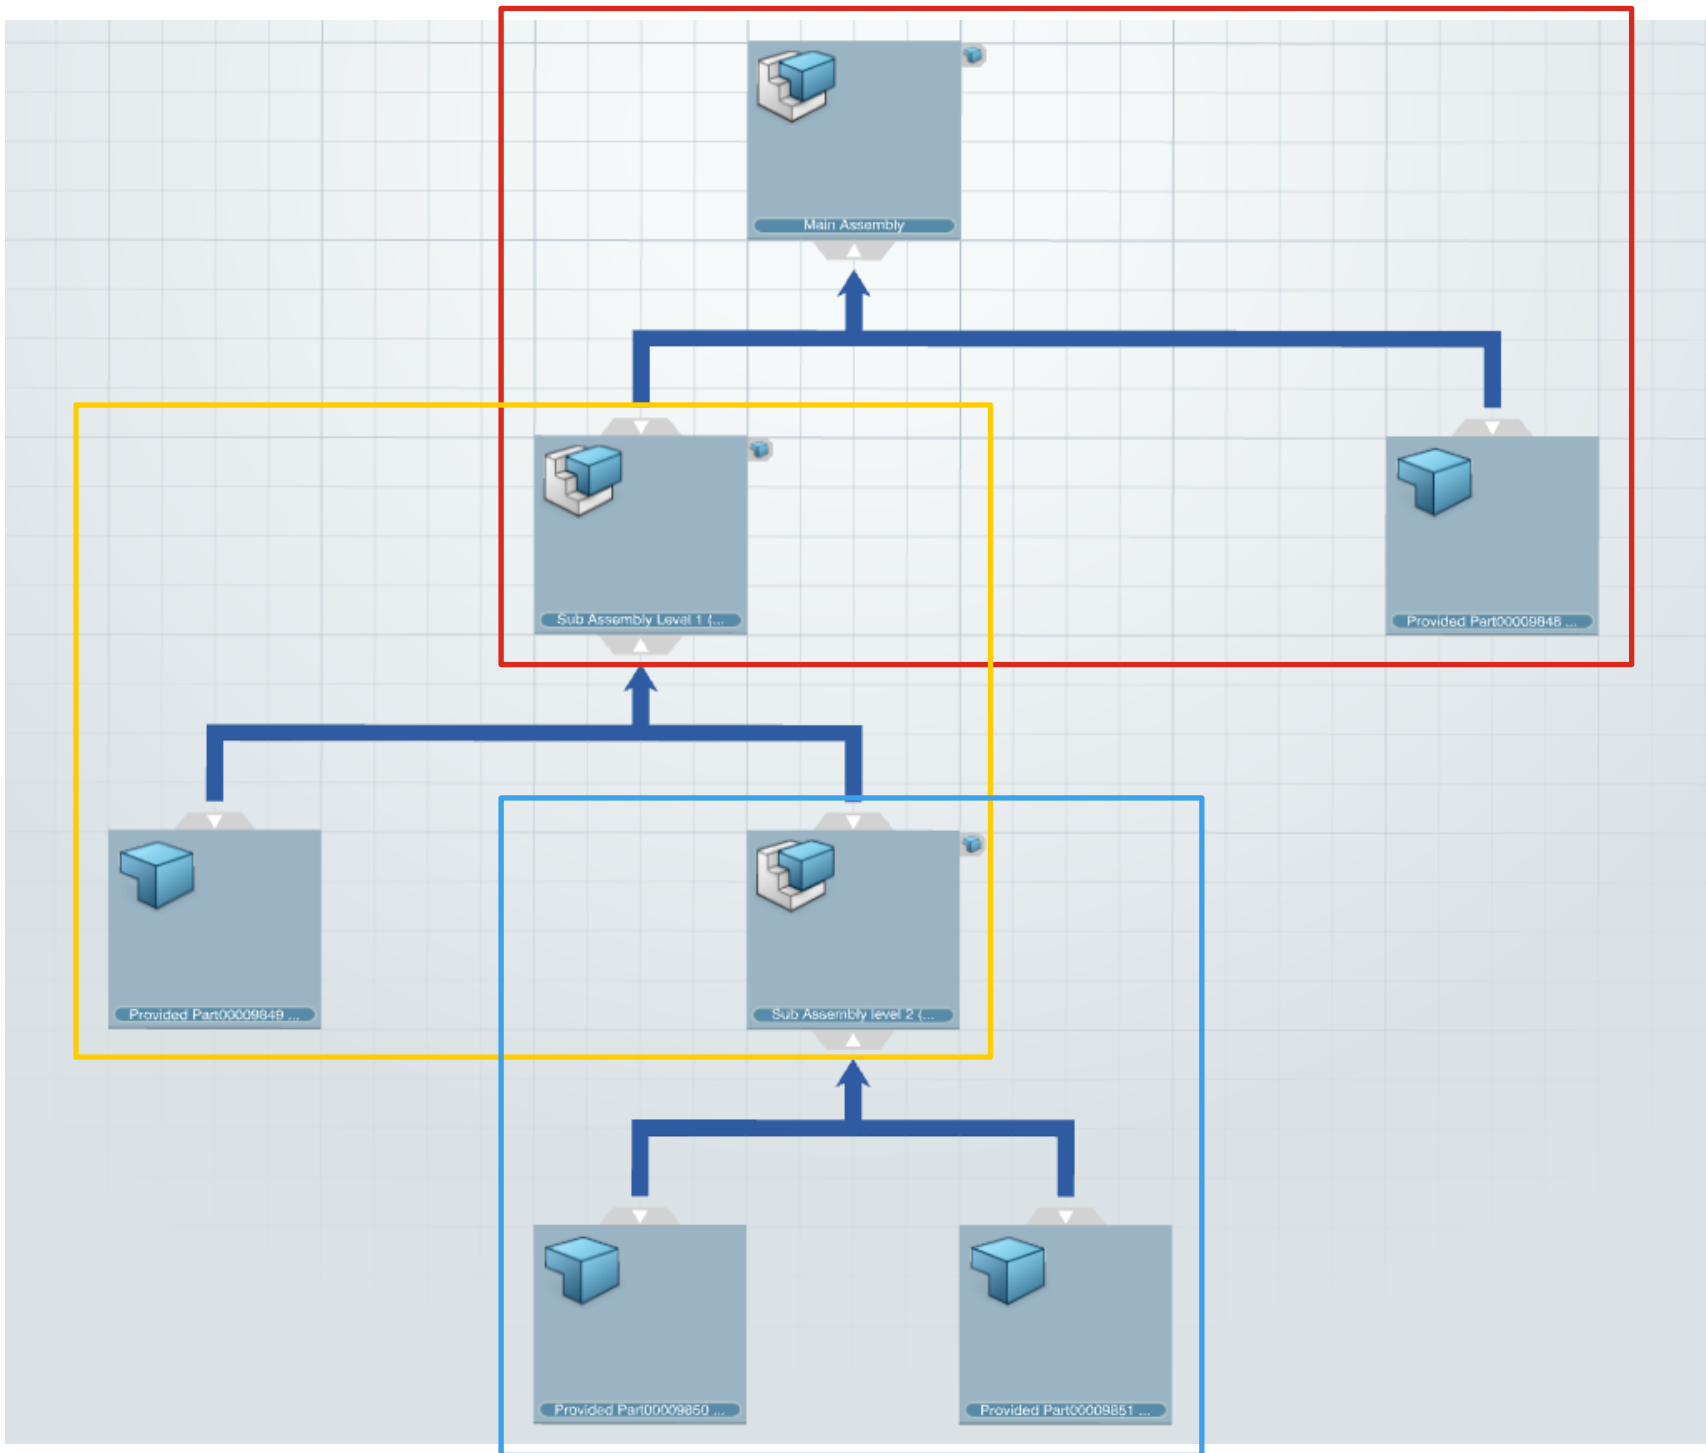 Main Assembly
Sub Assembly Level 1 (...
Provided Part00009848 ...
Provided Part00009849 ...
Sub Assembly level 2 (...
Provided Part00009850 ...
Provided Part00009851 ...